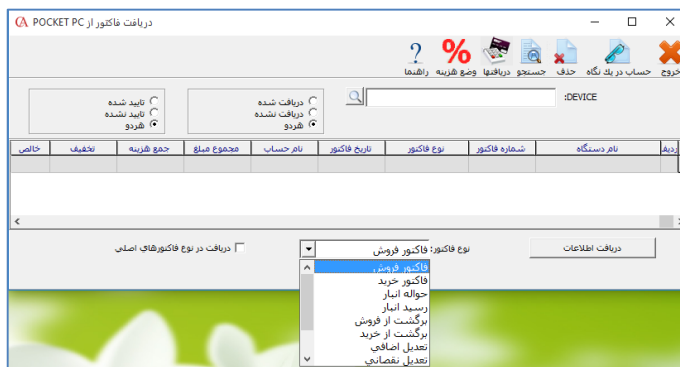 دریافت فاکتور از POCKET PC
خروج
حساب در یک نگاه
حذف
جستجو
دریافتها
وضع هزینه
راهنما
DEVICE:
دریافت شده
دریافت نشده
هردو
تایید شده
تایید نشده
هردو
ردیف نام دستگاه شماره فاکتور نوع فاکتور تاریخ فاکتور نام حساب مجموع مبلغ جمع هزینه تخفیف خالص
دریافت اطلاعات
نوع فاکتور: فاکتور فروش
دریافت در نوع فاکتورهای اصلی
فاکتور فروش
فاکتور خرید
حواله انبار
رسید انبار
برگشت از فروش
برگشت از خرید
تعدیل اضافی
تعدیل نقصانی